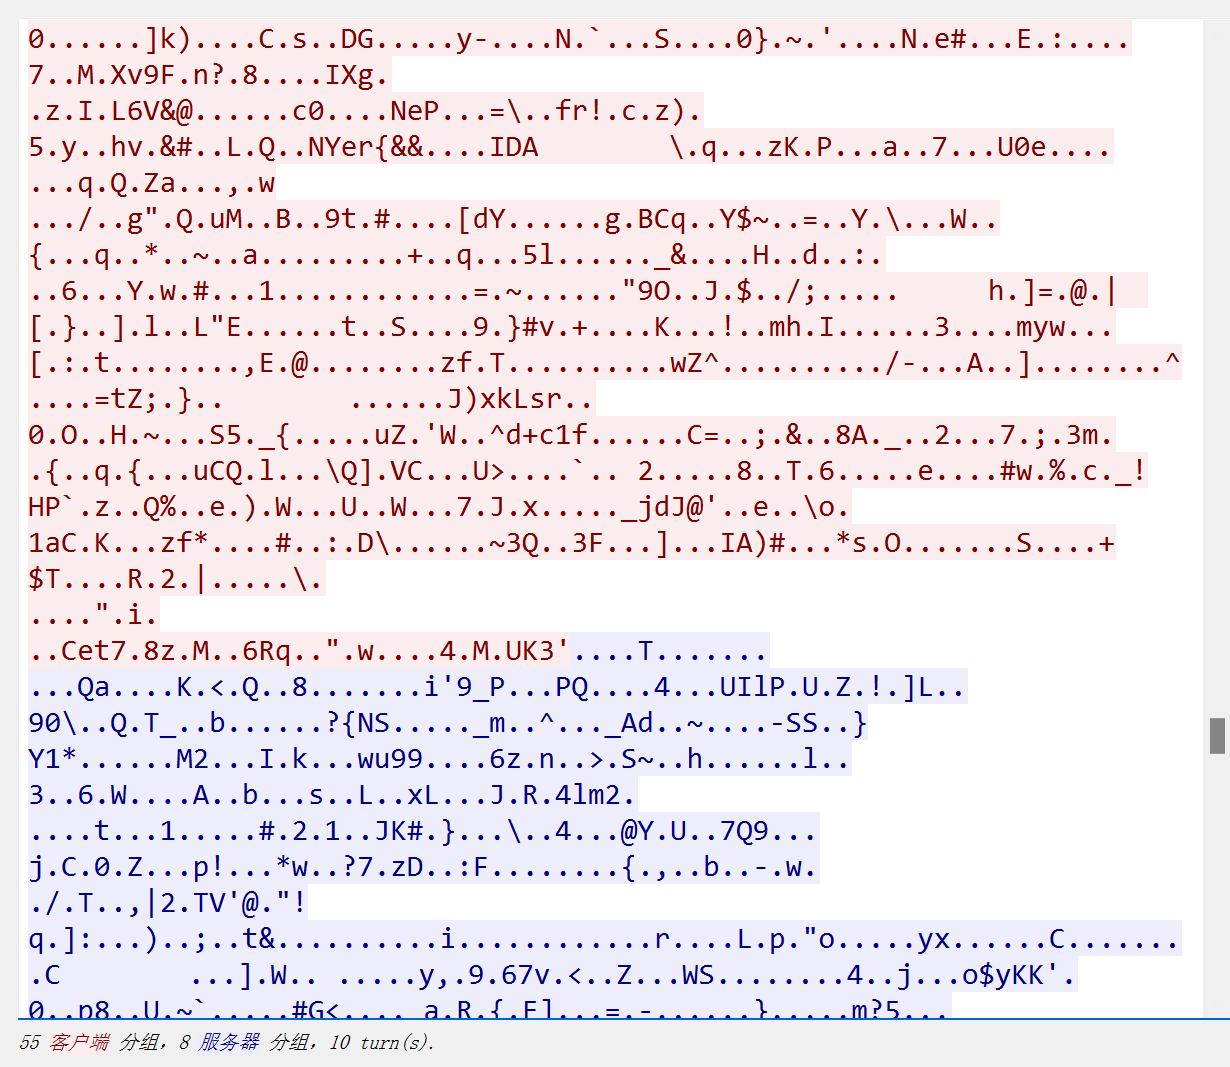 0......]k)....C.s..DG.....y-....N.`...S....0}.~.'....N.e#...E.:....
7..M.Xv9F.n?.8....IXg.
.z.I.L6V&@......c0....NeP...=\..fr!.c.z).
5.y..hv.&#..L.Q..NYer{&&....IDA        \.q...zK.P...a..7...U0e....
...q.Q.Za...,.w
.../..g".Q.uM..B..9t.#....[dY......g.BCq..Y$~..=..Y.\...W..
{...q..*..~..a.........+..q...5l......_&....H..d..:.
..6...Y.w.#...1............=.~......"9O..J.$../;.....      h.]=.@.|
[.}..].l..L"E......t..S....9.}#v.+....K...!..mh.I......3....myw...
[.:.t........,E.@........zf.T..........wZ^........../-...A..]........^
....=tZ;.}..        ......J)xkLsr..
0.O..H.~...S5._{.....uZ.'W..^d+c1f......C=..;.&..8A._..2...7.;.3m.
.{..q.{...uCQ.l...\Q].VC...U>....`.. 2.....8..T.6.....e....#w.%.c._!
HP`.z..Q%..e.).W...U..W...7.J.x....._jdJ@'..e..\o.
1aC.K...zf*....#..:.D\......~3Q..3F...]...IA)#...*s.O.......S....+
$T....R.2.|.....\.
....".i.
..Cet7.8z.M..6Rq..".w....4.M.UK3'....T.......
...Qa....K.<.Q..8.......i'9_P...PQ....4...UIlP.U.Z.!.]L..
90\..Q.T_..b......?{NS....._m..^..._Ad..~....-SS..}
Y1*......M2...I.k...wu99....6z.n..>.S~..h......l..
3..6.W....A..b...s..L..xL...J.R.4lm2.
....t...1.....#.2.1..JK#.}...\..4...@Y.U..7Q9...
j.C.0.Z...p!...*w..?7.zD..:F........{.,..b..-.w.
./.T..,|2.TV'@."!
q.]:...)..;..t&..........i............r....L.p."o.....yx......C.......
.C        ...].W.. .....y,.9.67v.<..Z...WS........4..j...o$yKK'.
0..p8..U.~`.....#G<.... a.R.{.E]...=.-......}.....m?5...
55 客户端 分组，8 服务器 分组，10 turn(s).